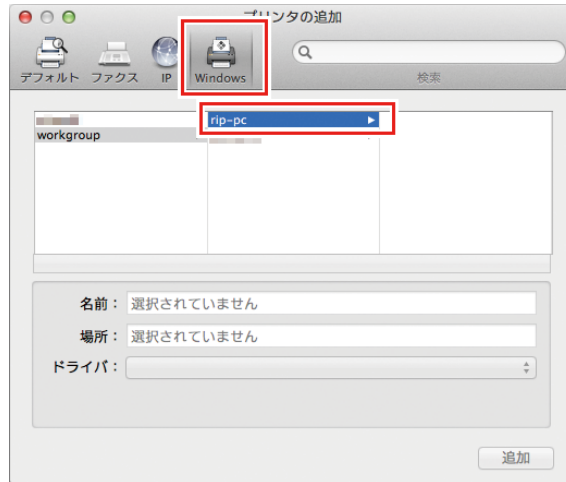 プリンタの追加
デフォルト ファクス IP Windows 検索
rip-pc
workgroup
名前： 選択されていません
場所： 選択されていません
ドライバ：
追加